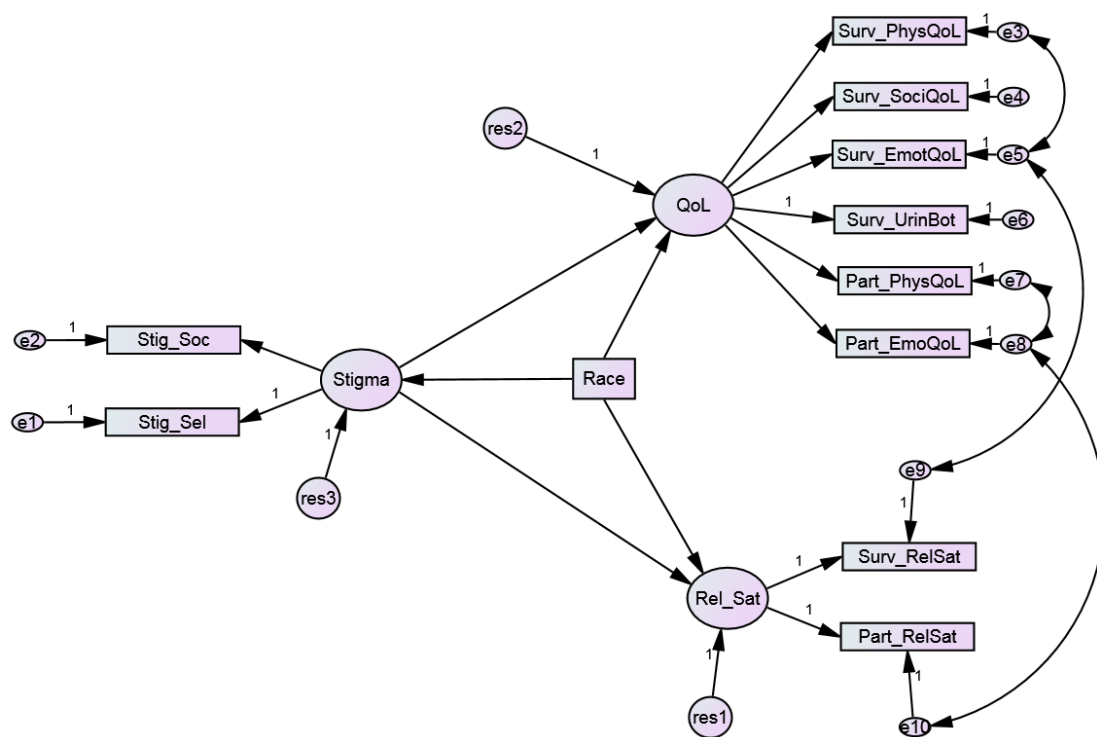 Surv_PhysQoL
1
e3
Surv_SociQoL
1
e4
res2
1
Surv_EmotQoL
1
e5
QoL
1
Surv_UrinBot
1
e6
Part_PhysQoL
1
e7
e2
1
Stig_Soc
Part_EmoQoL
1
e8
Stigma
Race
e1
1
Stig_Sel
1
1
res3
e9
1
1
Surv_RelSat
Rel_Sat
1
Part_RelSat
1
1
res1
e10